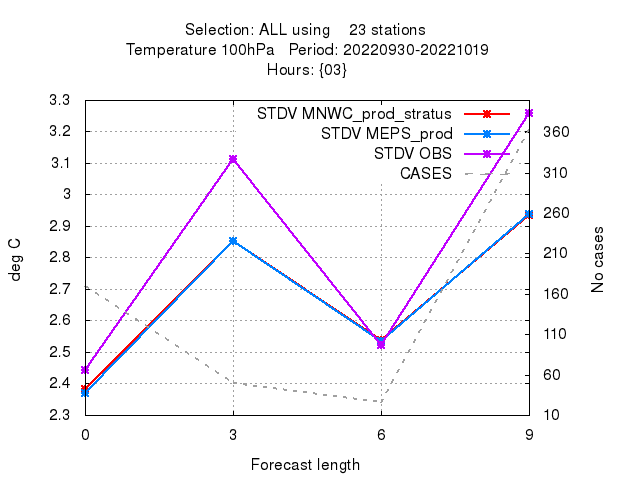 Selection: ALL using    23 stations
Temperature 100hPa   Period: 20220930-20221019
Hours: {03}
STDV MNWC_prod_stratus
STDV MEPS_prod
STDV OBS
CASES
3.3
3.2
3.1
3
2.9
2.8
2.7
2.6
2.5
2.4
2.3
deg C
360
310
260
210
160
110
60
10
No cases
0 3 6 9
Forecast length